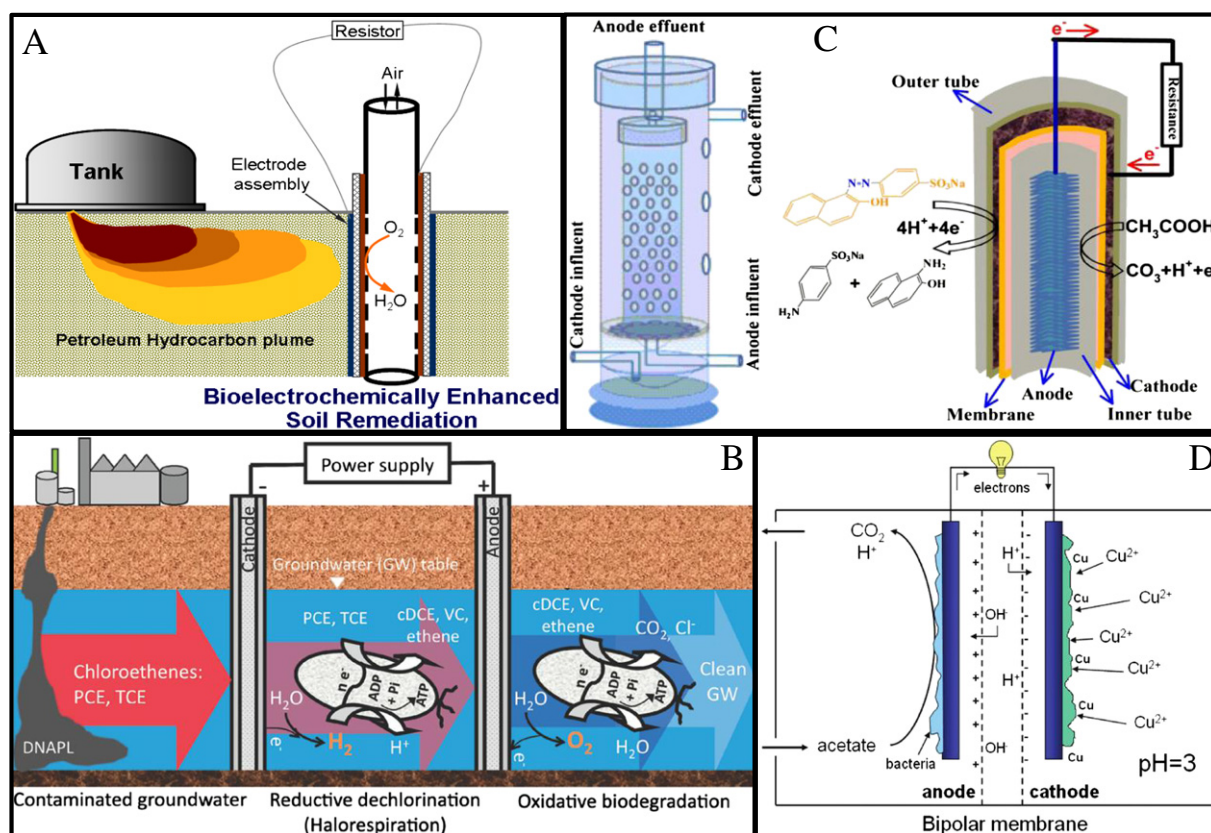 A
Resistor
Air
Tank
Electrode
assembly
O2
H2O
Petroleum Hydrocarbon plume
Bioelectrochemically Enhanced
Soil Remediation
C
Anode effluent
Cathode effluent
Cathode influent
Anode influent
e-
Outer tube
Resistance
e-
N=N
SO3Na
OH
4H+ +4e-
SO3Na
H2N
+
NH2
OH
CH3COOH
CO3+H+ +e
Cathode
Anode
Membrane
Inner tube
B
Power supply
-
+
Cathode
Anode
Groundwater (GW) table
PCE, TCE
cDCE, VC,
ethene
cDCE, VC,
ethene
CO2, Cl-
Chloroethenes:
PCE, TCE
n e-
ADP
+ Pi
ATP
n e-
ADP
+ Pi
ATP
Clean
GW
H2O
H2
e-
H+
H2O
O2
e-
H2O
DNAPL
Contaminated groundwater
Reductive dechlorination
(Halorespiration)
Oxidative biodegradation
D
electrons
CO2
H+
H+
OH-
H+
OH-
Cu
Cu2+
Cu
Cu2+
Cu
Cu2+
Cu
Cu2+
Cu
Cu2+
Cu
acetate
bacteria
pH=3
anode
cathode
Bipolar membrane